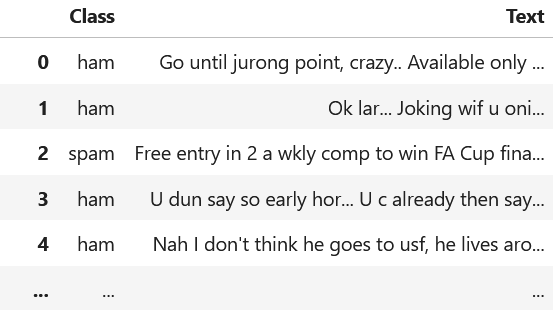 Class Text
0 ham Go until jurong point, crazy.. Available only ...
1 ham Ok lar... Joking wif u oni...
2 spam Free entry in 2 a wkly comp to win FA Cup fina...
3 ham U dun say so early hor... U c already then say...
4 ham Nah I don't think he goes to usf, he lives aro...
... ... ...